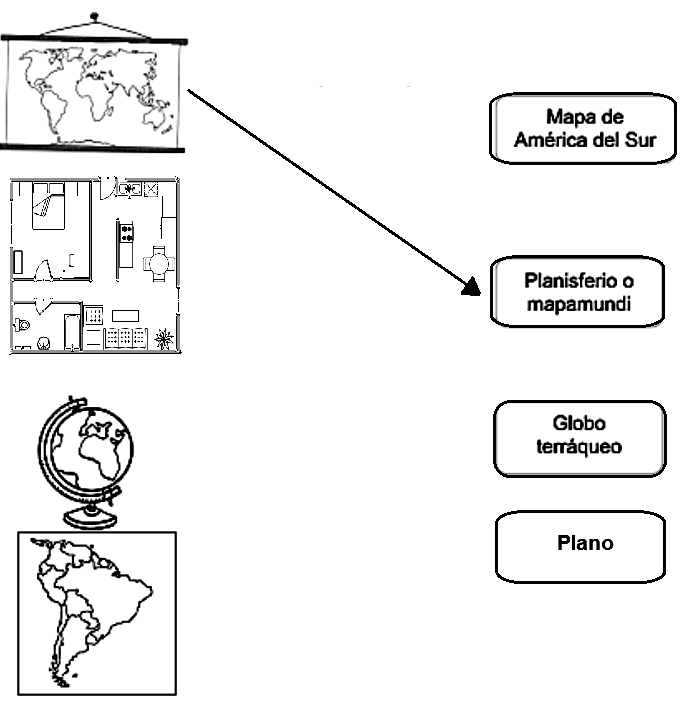 Mapa de
América del Sur
Planisferio o
mapamundi
Globo
terráqueo
Plano